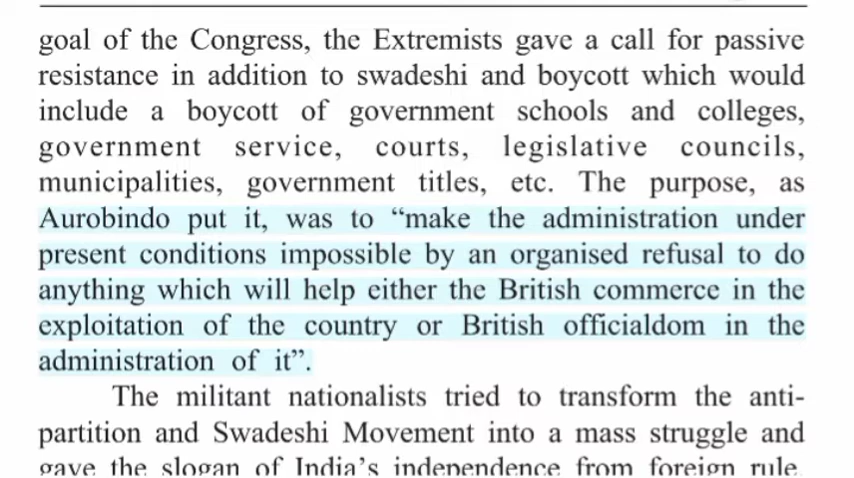 goal of the Congress, the Extremists gave a call for passive
resistance in addition to swadeshi and boycott which would
include a boycott of government schools and colleges,
government service, courts, legislative councils,
municipalities, government titles, etc. The purpose, as
Aurobindo put it, was to “make the administration under
present conditions impossible by an organised refusal to do
anything which will help either the British commerce in the
exploitation of the country or British officialdom in the
administration of it”.
The militant nationalists tried to transform the anti-
partition and Swadeshi Movement into a mass struggle and
gave the slogan of India’s independence from foreign rule.